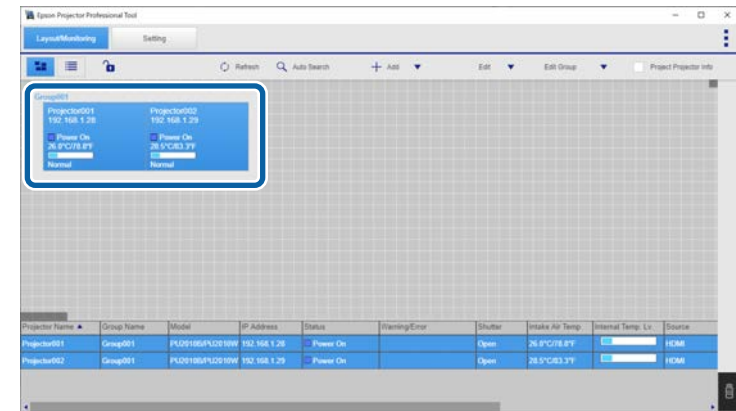 Epson Projector Professional Tool
Layout/Monitoring Setting
Refresh Auto Search Add Edit Edit Group Project Projector Info
Group001
Projector001 Projector002
192.168.1.28 192.168.1.29
Power On Power On
26.0°C/78.8°F 28.5°C/83.3°F
Normal Normal
Projector Name Group Name Model IP Address Status Warning/Error Shutter Intake Air Temp. Internal Temp. Lv. Source
Projector001 Group001 PU2010B/PU2010W 192.168.1.28 Power On Open 26.0°C/78.8°F HDMI
Projector002 Group001 PU2010B/PU2010W 192.168.1.29 Power On Open 28.5°C/83.3°F HDMI